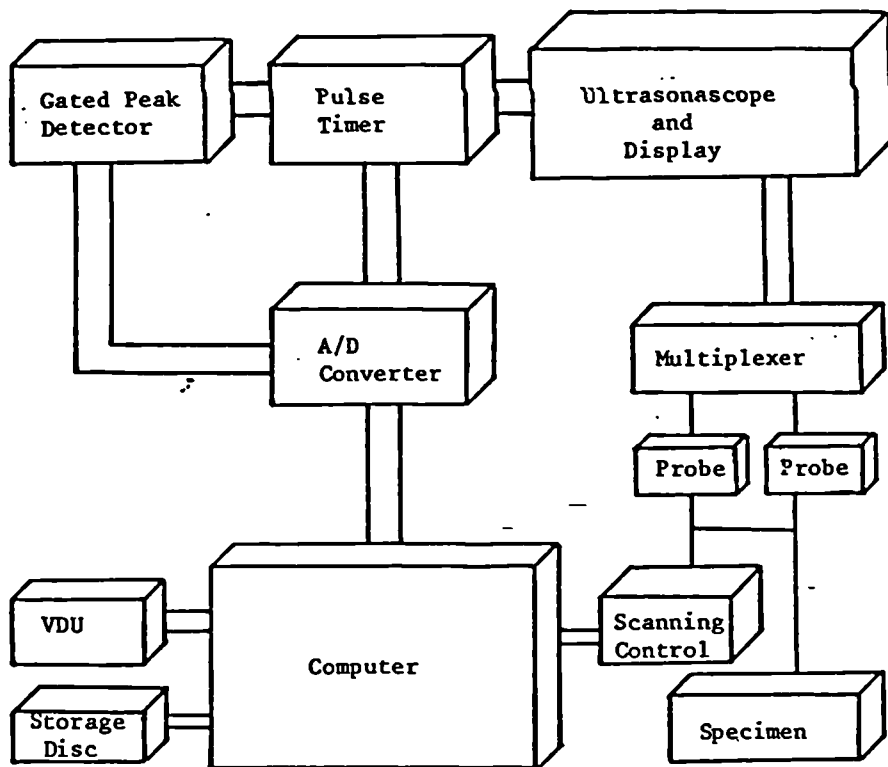 Gated Peak
Detector
Pulse
Timer
Ultrasonascope
and
Display
A/D
Converter
Multiplexer
Probe
Probe
VDU
Computer
Scanning
Control
Storage
Disc
Specimen